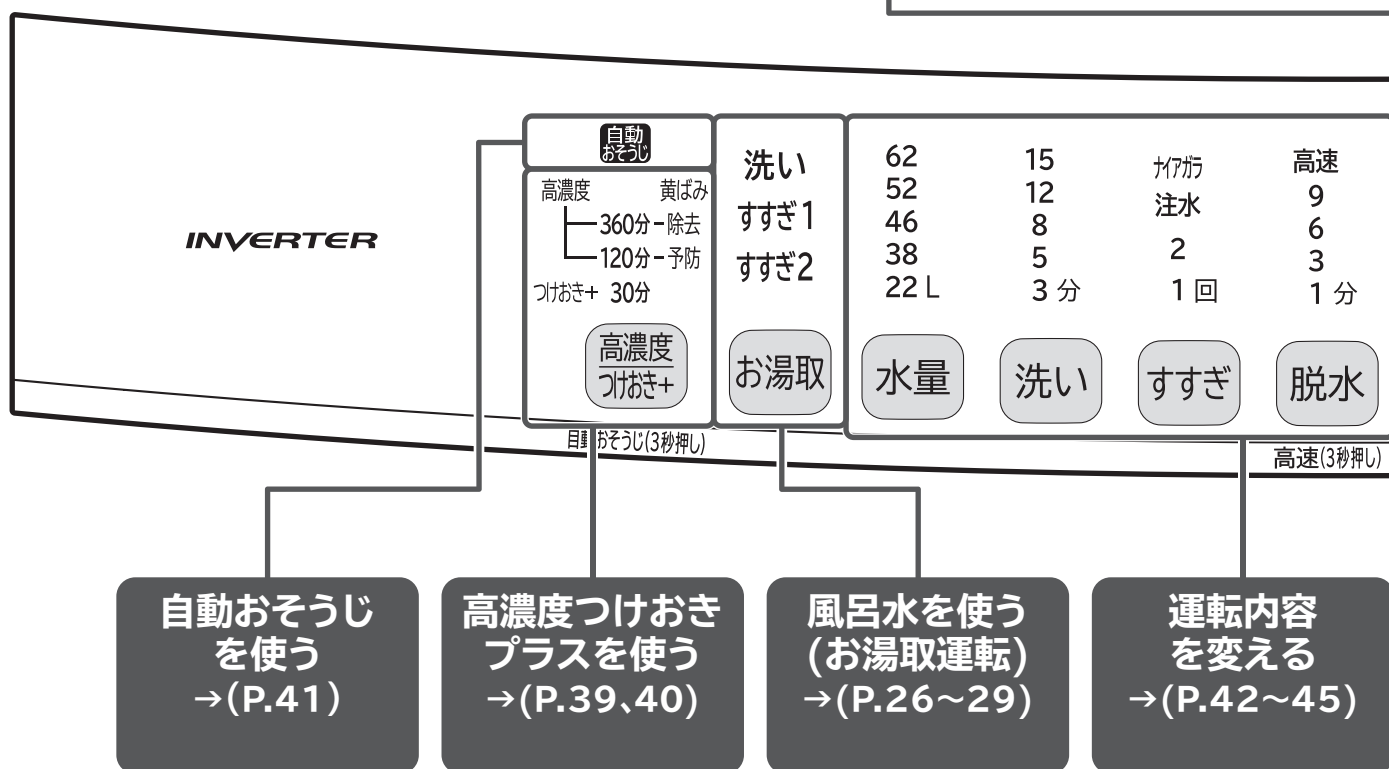 INVERTER
自動
おそうじ
高濃度 黄ばみ
360分-除去
120分-予防
つけおき+ 30分
高濃度
つけおき+
自動おそうじ(3秒押し)
洗い
すすぎ1
すすぎ2
お湯取
62
52
46
38
22 L
水量
15
12
8
5
3 分
洗い
ナイアガラ
注水
2
1 回
すすぎ
高速
9
6
3
1 分
脱水
高速(3秒押し)
自動おそうじ
を使う
→(P.41)
高濃度つけおき
プラスを使う
→(P.39、40)
風呂水を使う
(お湯取運転)
→(P.26~29)
運転内容
を変える
→(P.42~45)